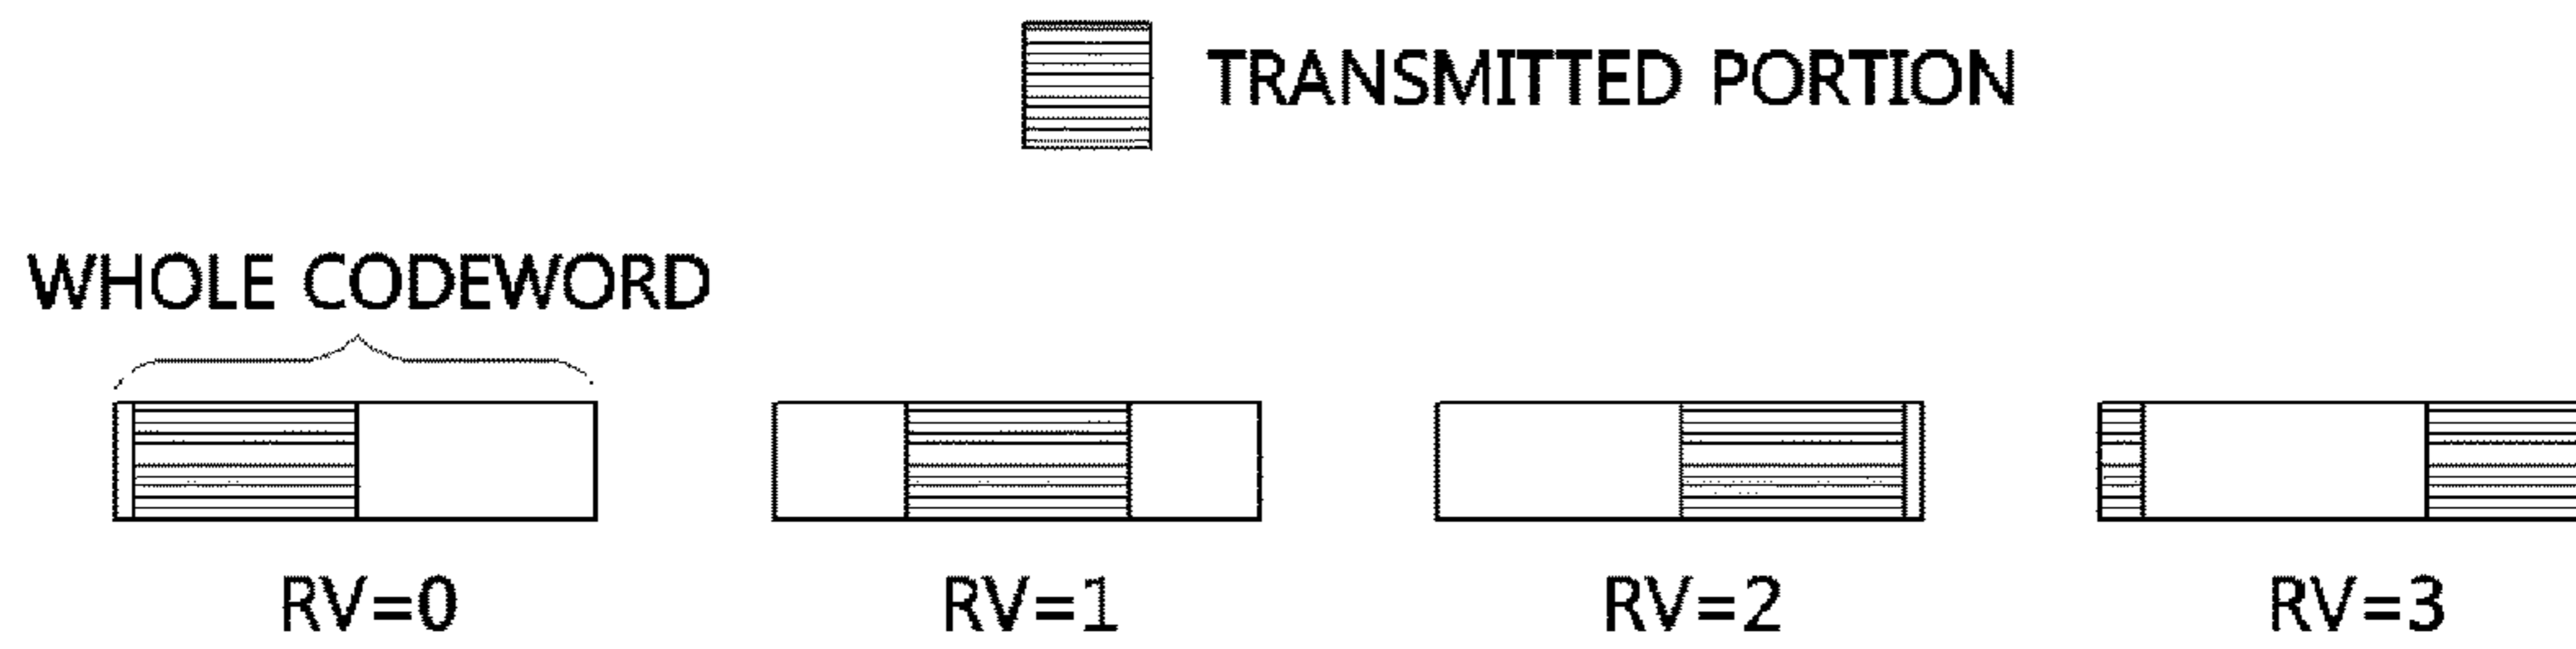 TRANSMITTED PORTION
WHOLE CODEWORD
RV=0
RV=1
RV=2
RV=3